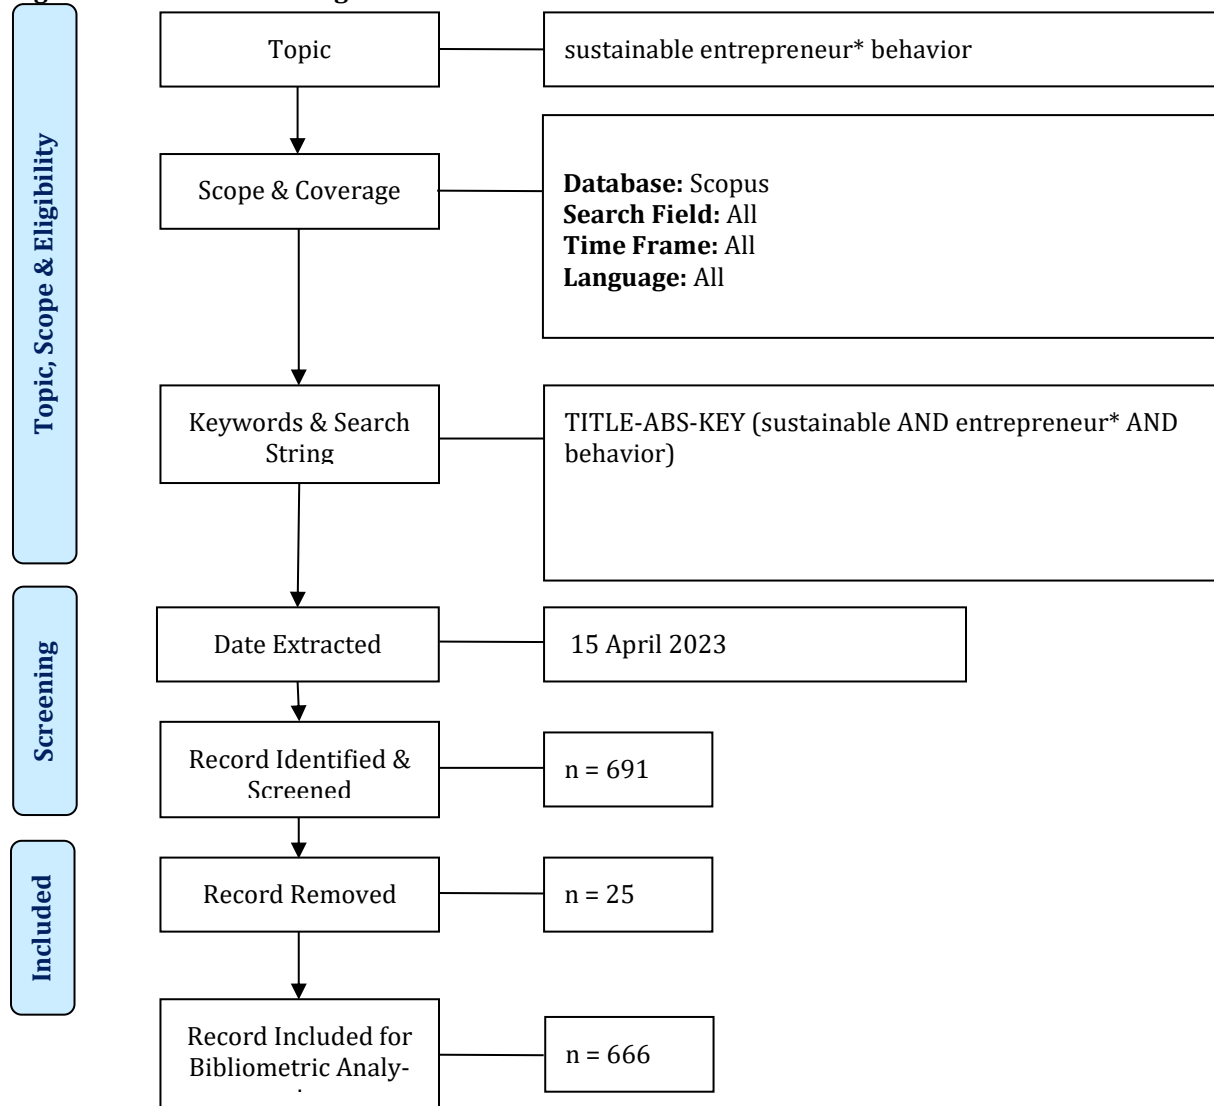 Topic
sustainable entrepreneur* behavior
Topic, Scope & Eligibility
Scope & Coverage
Database: Scopus
Search Field: All
Time Frame: All
Language: All
Keywords & Search
String
TITLE-ABS-KEY (sustainable AND entrepreneur* AND
behavior)
Screening
Date Extracted
15 April 2023
Record Identified &
Screened
n = 691
Included
Record Removed
n = 25
Record Included for
Bibliometric Analy-
n = 666